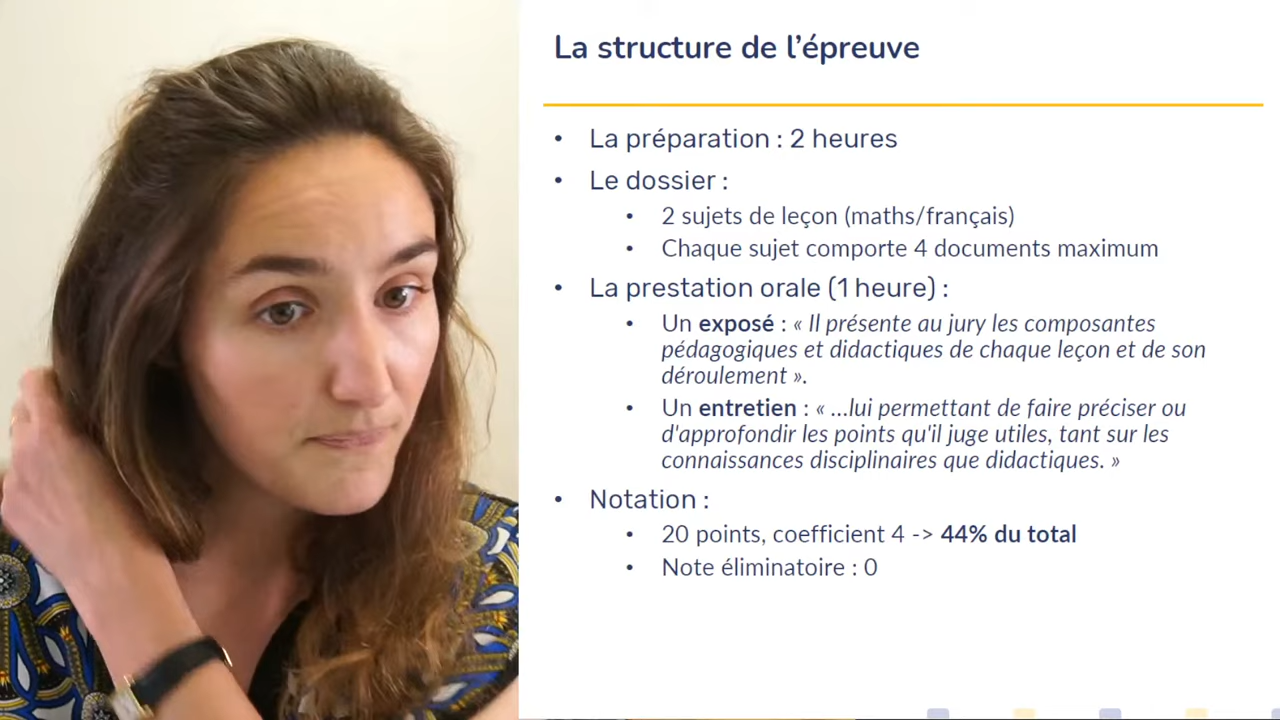 La structure de l'épreuve
• La préparation : 2 heures
• Le dossier :
• 2 sujets de leçon (maths/français)
• Chaque sujet comporte 4 documents maximum
• La prestation orale (1 heure) :
• Un exposé : « Il présente au jury les composantes
pédagogiques et didactiques de chaque leçon et de son
déroulement ».
• Un entretien : « …lui permettant de faire préciser ou
d'approfondir les points qu'il juge utiles, tant sur les
connaissances disciplinaires que didactiques. »
• Notation :
• 20 points, coefficient 4 -> 44% du total
• Note éliminatoire : 0